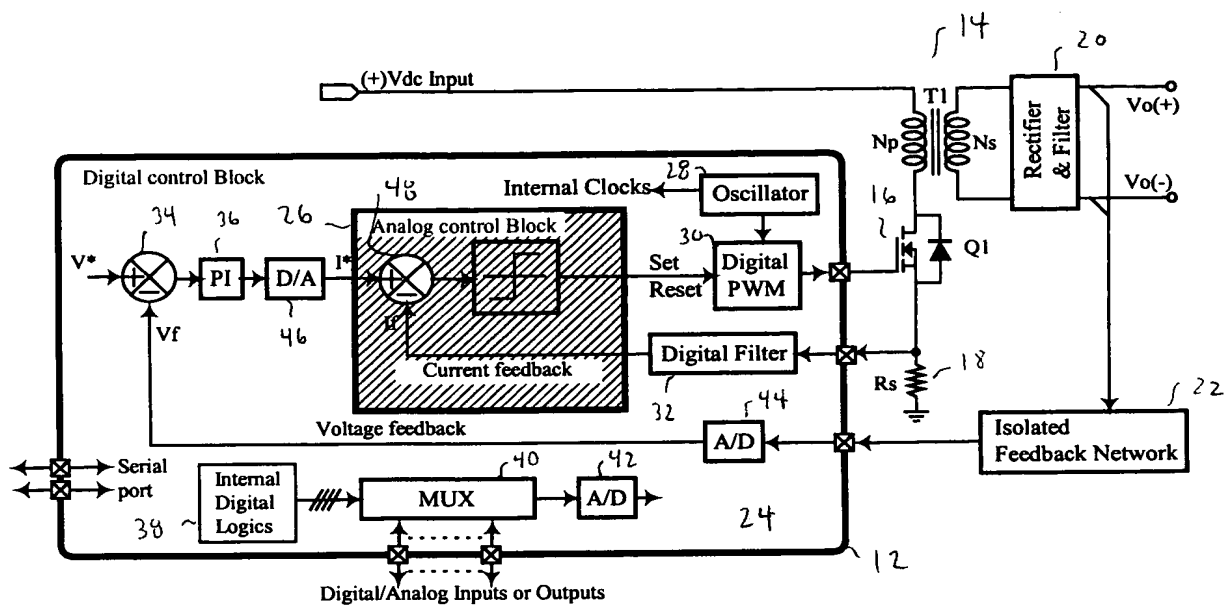 14
20
(+)Vdc Input
T1
Np
Ns
Rectifier
& Filter
Vo(+)
Vo(-)
Digital control Block
28
Internal Clocks
Oscillator
34
36
26
48
Analog control Block
16
30
V*
+
−
PI
D/A
I*
+
−
Set
Reset
Digital
PWM
Q1
46
Vf
If
Current feedback
Digital Filter
32
Rs
18
44
22
Voltage feedback
A/D
Isolated
Feedback Network
Serial
port
40
42
Internal
Digital
Logics
MUX
A/D
38
24
12
Digital/Analog Inputs or Outputs